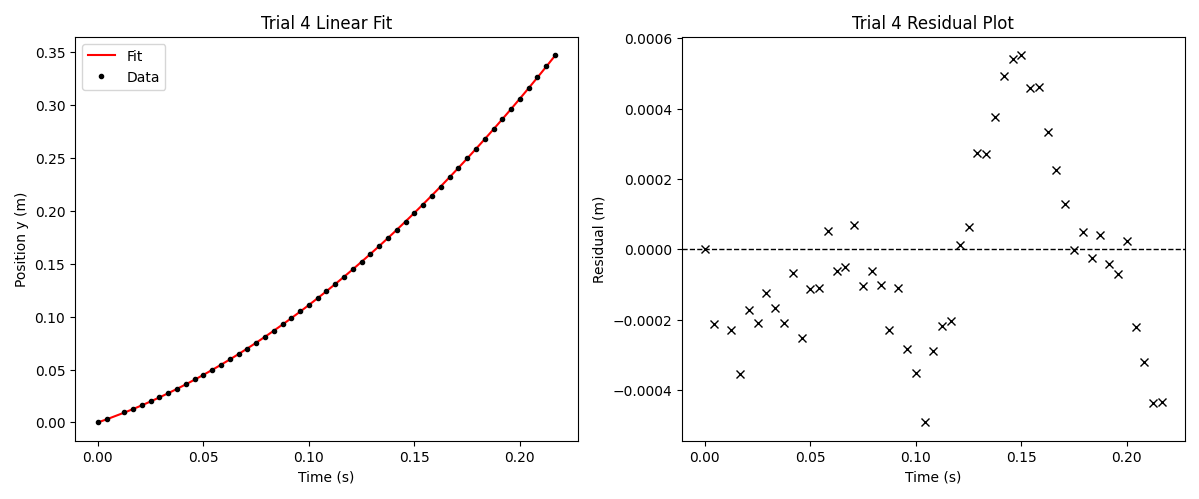 Trial 4 Linear Fit
Fit
Data
0.35
0.30
0.25
0.20
0.15
0.10
0.05
0.00
Position y (m)
0.00 0.05 0.10 0.15 0.20
Time (s)
Trial 4 Residual Plot
0.0006
0.0004
0.0002
0.0000
−0.0002
−0.0004
Residual (m)
0.00 0.05 0.10 0.15 0.20
Time (s)